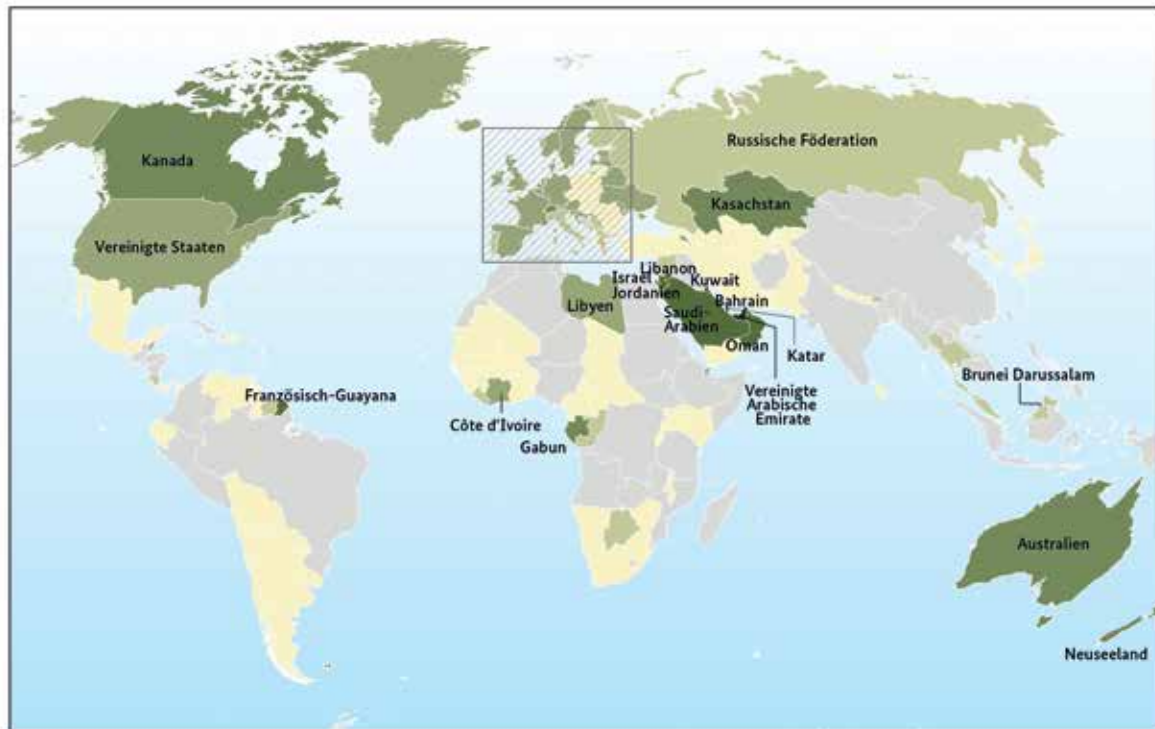 Russische Föderation
Kanada
Kasachstan
Vereinigte Staaten
Libanon
Israel
Kuwait
Jordanien
Libyen
Bahrain
Saudi-
Arabien
Oman
Katar
Brunei Darussalam
Französisch-Guayana
Vereinigte
Arabische
Emirate
Côte d'Ivoire
Gabun
Australien
Neuseeland